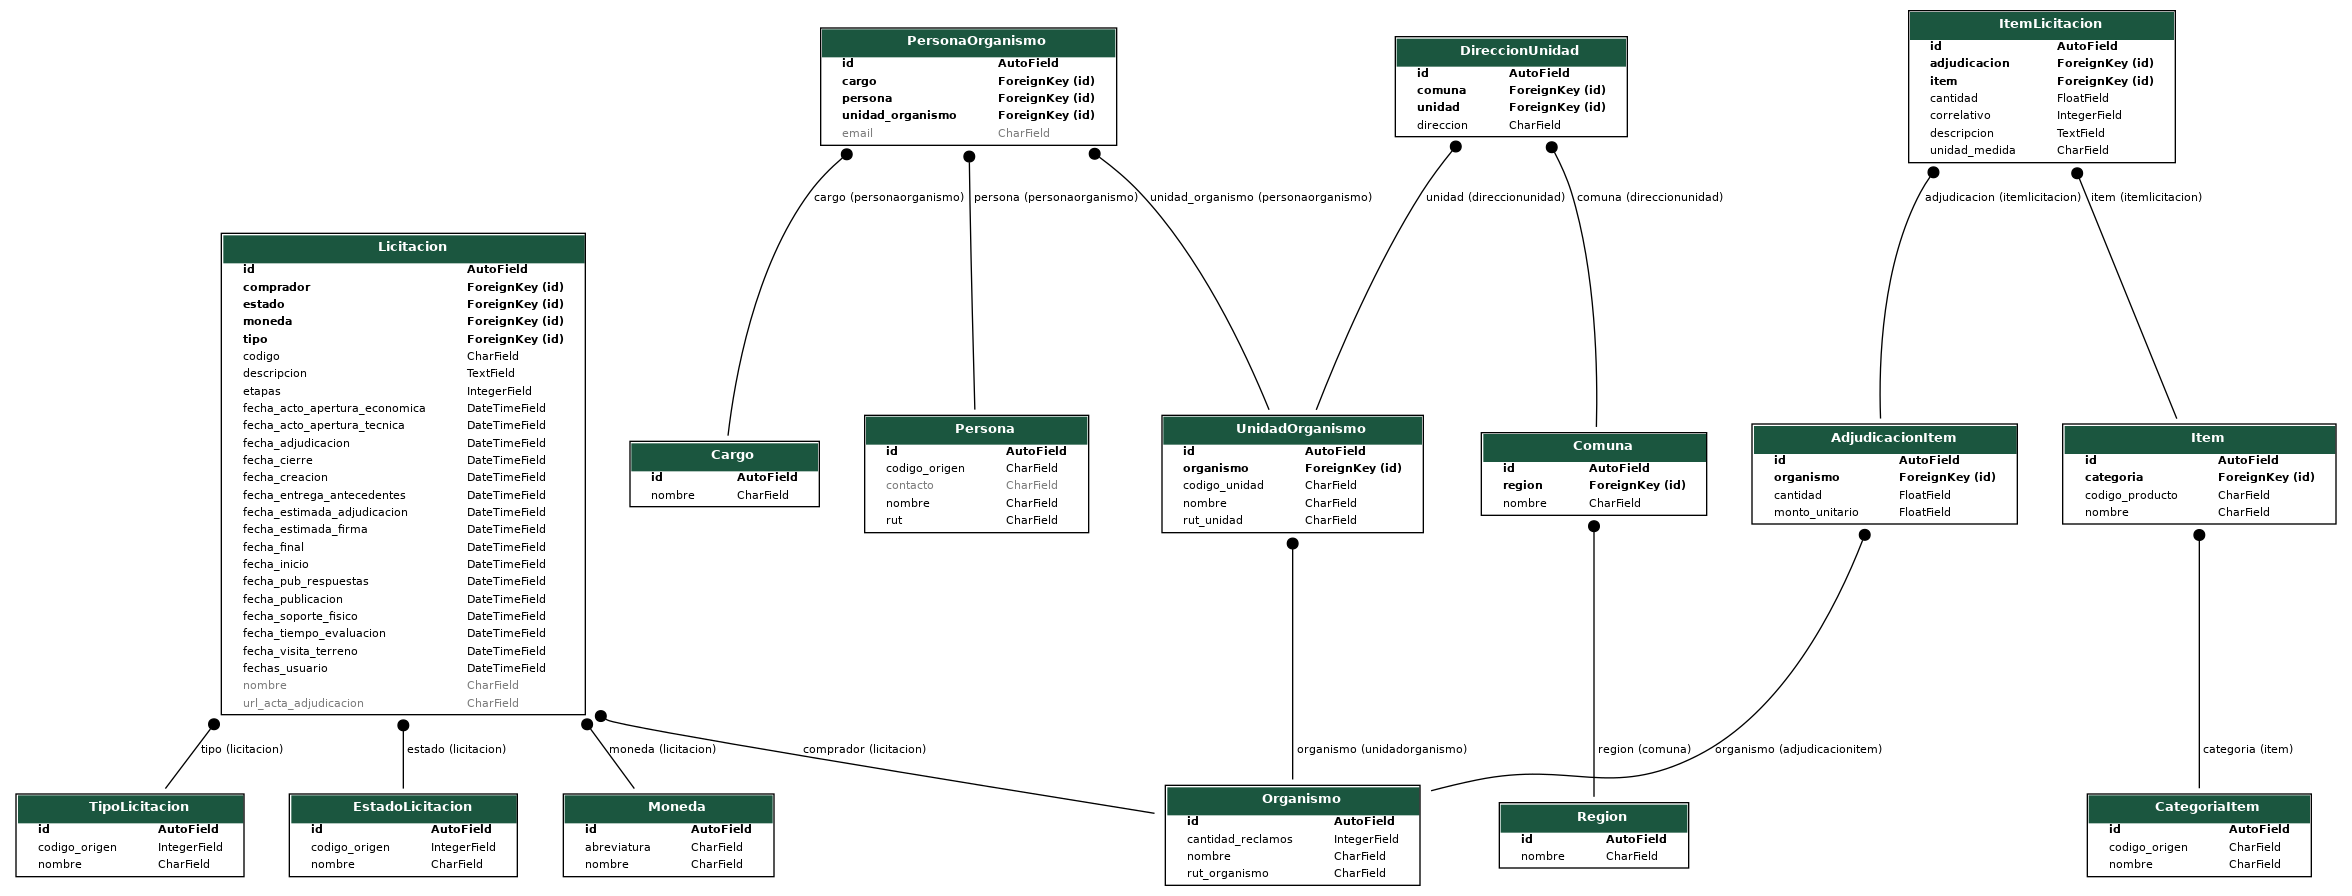 PersonaOrganismo
id AutoField
cargo ForeignKey (id)
persona ForeignKey (id)
unidad_organismo ForeignKey (id)
email CharField
DireccionUnidad
id AutoField
comuna ForeignKey (id)
unidad ForeignKey (id)
direccion CharField
ItemLicitacion
id AutoField
adjudicacion ForeignKey (id)
item ForeignKey (id)
cantidad FloatField
correlativo IntegerField
descripcion TextField
unidad_medida CharField
cargo (personaorganismo)
persona (personaorganismo)
unidad_organismo (personaorganismo)
unidad (direccionunidad)
comuna (direccionunidad)
adjudicacion (itemlicitacion)
item (itemlicitacion)
Licitacion
id AutoField
comprador ForeignKey (id)
estado ForeignKey (id)
moneda ForeignKey (id)
tipo ForeignKey (id)
codigo CharField
descripcion TextField
etapas IntegerField
fecha_acto_apertura_economica DateTimeField
fecha_acto_apertura_tecnica DateTimeField
fecha_adjudicacion DateTimeField
fecha_cierre DateTimeField
fecha_creacion DateTimeField
fecha_entrega_antecedentes DateTimeField
fecha_estimada_adjudicacion DateTimeField
fecha_estimada_firma DateTimeField
fecha_final DateTimeField
fecha_inicio DateTimeField
fecha_pub_respuestas DateTimeField
fecha_publicacion DateTimeField
fecha_soporte_fisico DateTimeField
fecha_tiempo_evaluacion DateTimeField
fecha_visita_terreno DateTimeField
fechas_usuario DateTimeField
nombre CharField
url_acta_adjudicacion CharField
Cargo
id AutoField
nombre CharField
Persona
id AutoField
codigo_origen CharField
contacto CharField
nombre CharField
rut CharField
UnidadOrganismo
id AutoField
organismo ForeignKey (id)
codigo_unidad CharField
nombre CharField
rut_unidad CharField
Comuna
id AutoField
region ForeignKey (id)
nombre CharField
AdjudicacionItem
id AutoField
organismo ForeignKey (id)
cantidad FloatField
monto_unitario FloatField
Item
id AutoField
categoria ForeignKey (id)
codigo_producto CharField
nombre CharField
tipo (licitacion)
estado (licitacion)
moneda (licitacion)
comprador (licitacion)
organismo (unidadorganismo)
region (comuna)
organismo (adjudicacionitem)
categoria (item)
TipoLicitacion
id AutoField
codigo_origen IntegerField
nombre CharField
EstadoLicitacion
id AutoField
codigo_origen IntegerField
nombre CharField
Moneda
id AutoField
abreviatura CharField
nombre CharField
Organismo
id AutoField
cantidad_reclamos IntegerField
nombre CharField
rut_organismo CharField
Region
id AutoField
nombre CharField
CategoriaItem
id AutoField
codigo_origen CharField
nombre CharField